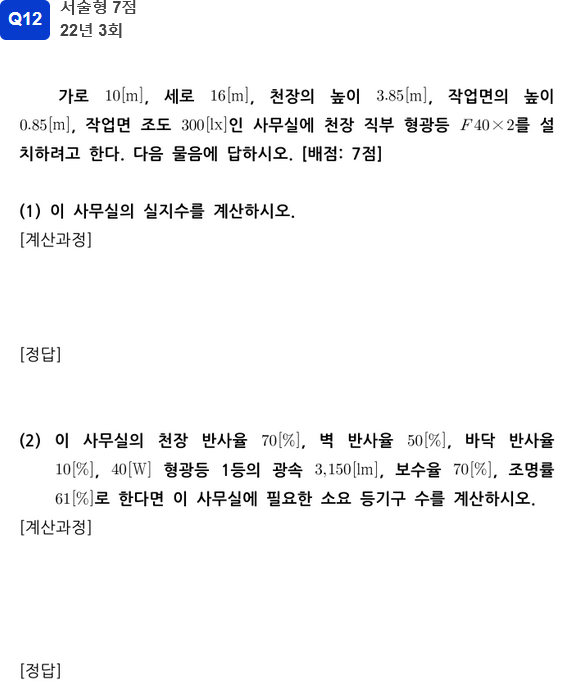 Q12
서술형 7점
22년 3회
가로 10[m], 세로 16[m], 천장의 높이 3.85[m], 작업면의 높이
0.85[m], 작업면 조도 300[lx]인 사무실에 천장 직부 형광등 F40×2를 설
치하려고 한다. 다음 물음에 답하시오. [배점: 7점]
(1) 이 사무실의 실지수를 계산하시오.
[계산과정]
[정답]
(2) 이 사무실의 천장 반사율 70[%], 벽 반사율 50[%], 바닥 반사율
10[%], 40[W] 형광등 1등의 광속 3,150[lm], 보수율 70[%], 조명률
61[%]로 한다면 이 사무실에 필요한 소요 등기구 수를 계산하시오.
[계산과정]
[정답]